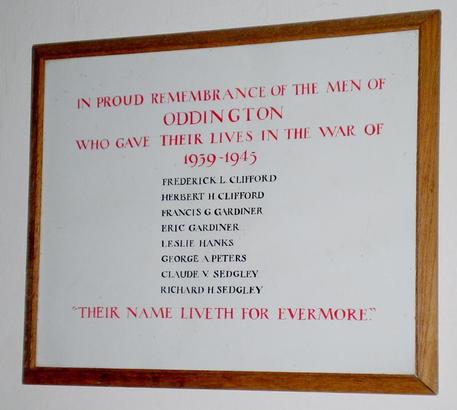 IN PROUD REMEMBRANCE OF THE MEN OF
ODDINGTON
WHO GAVE THEIR LIVES IN THE WAR OF
1939-1945
FREDERICK L. CLIFFORD
HERBERT H CLIFFORD
FRANCIS G GARDINER
ERIC GARDINER
LESLIE HANKS
GEORGE A PETERS
CLAUDE V. SEDGLEY
RICHARD H SEDGLEY
"THEIR NAME LIVETH FOR EVERMORE"